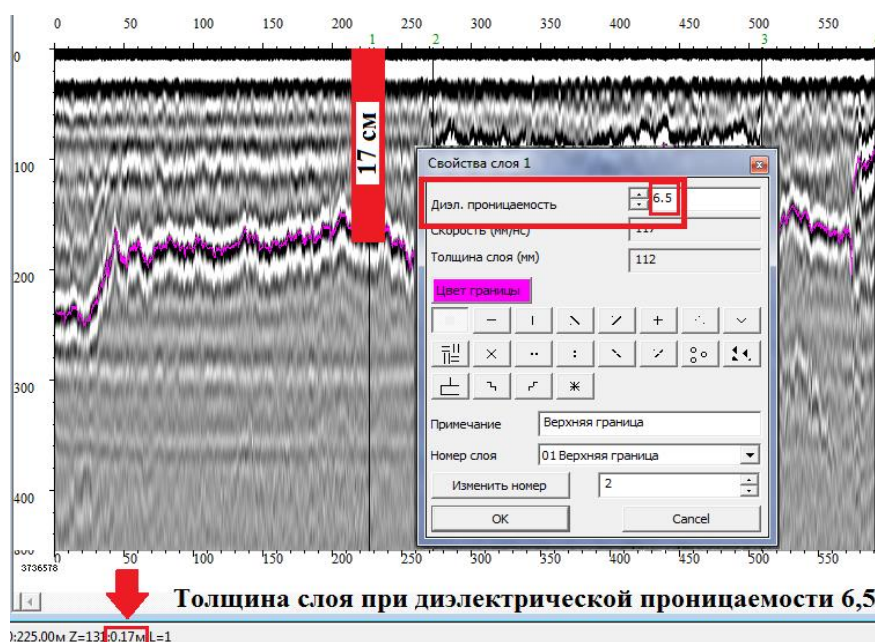 0 50 100 150 200 250 300 350 400 450 500 550
1 2 3
0
100
200
300
400
17 см
Свойства слоя 1
Диэл. проницаемость 6.5
Скорость (мм/нс) 117
Толщина слоя (мм) 112
Цвет границы
Примечание Верхняя граница
Номер слоя 01 Верхняя граница
Изменить номер 2
OK Cancel
0 50 100 150 200 250 300 350 400 450 500 550
3736578
Толщина слоя при диэлектрической проницаемости 6,5
):225.00м Z=131:0.17м L=1